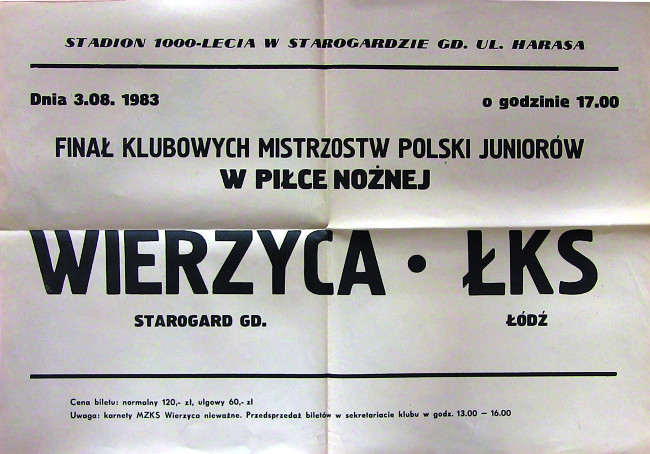 STADION 1000-LECIA W STAROGARDZIE GD. UL. HARASA
Dnia 3.08. 1983 o godzinie 17.00
FINAŁ KLUBOWYCH MISTRZOSTW POLSKI JUNIORÓW
W PIŁCE NOŻNEJ
WIERZYCA • ŁKS
STAROGARD GD. ŁÓDŹ
Cena biletu: normalny 120,- zł, ulgowy 60,- zł
Uwaga: karnety MZKS Wierzyca nieważne. Przedsprzedaż biletów w sekretariacie klubu w godz. 13.00 — 16.00